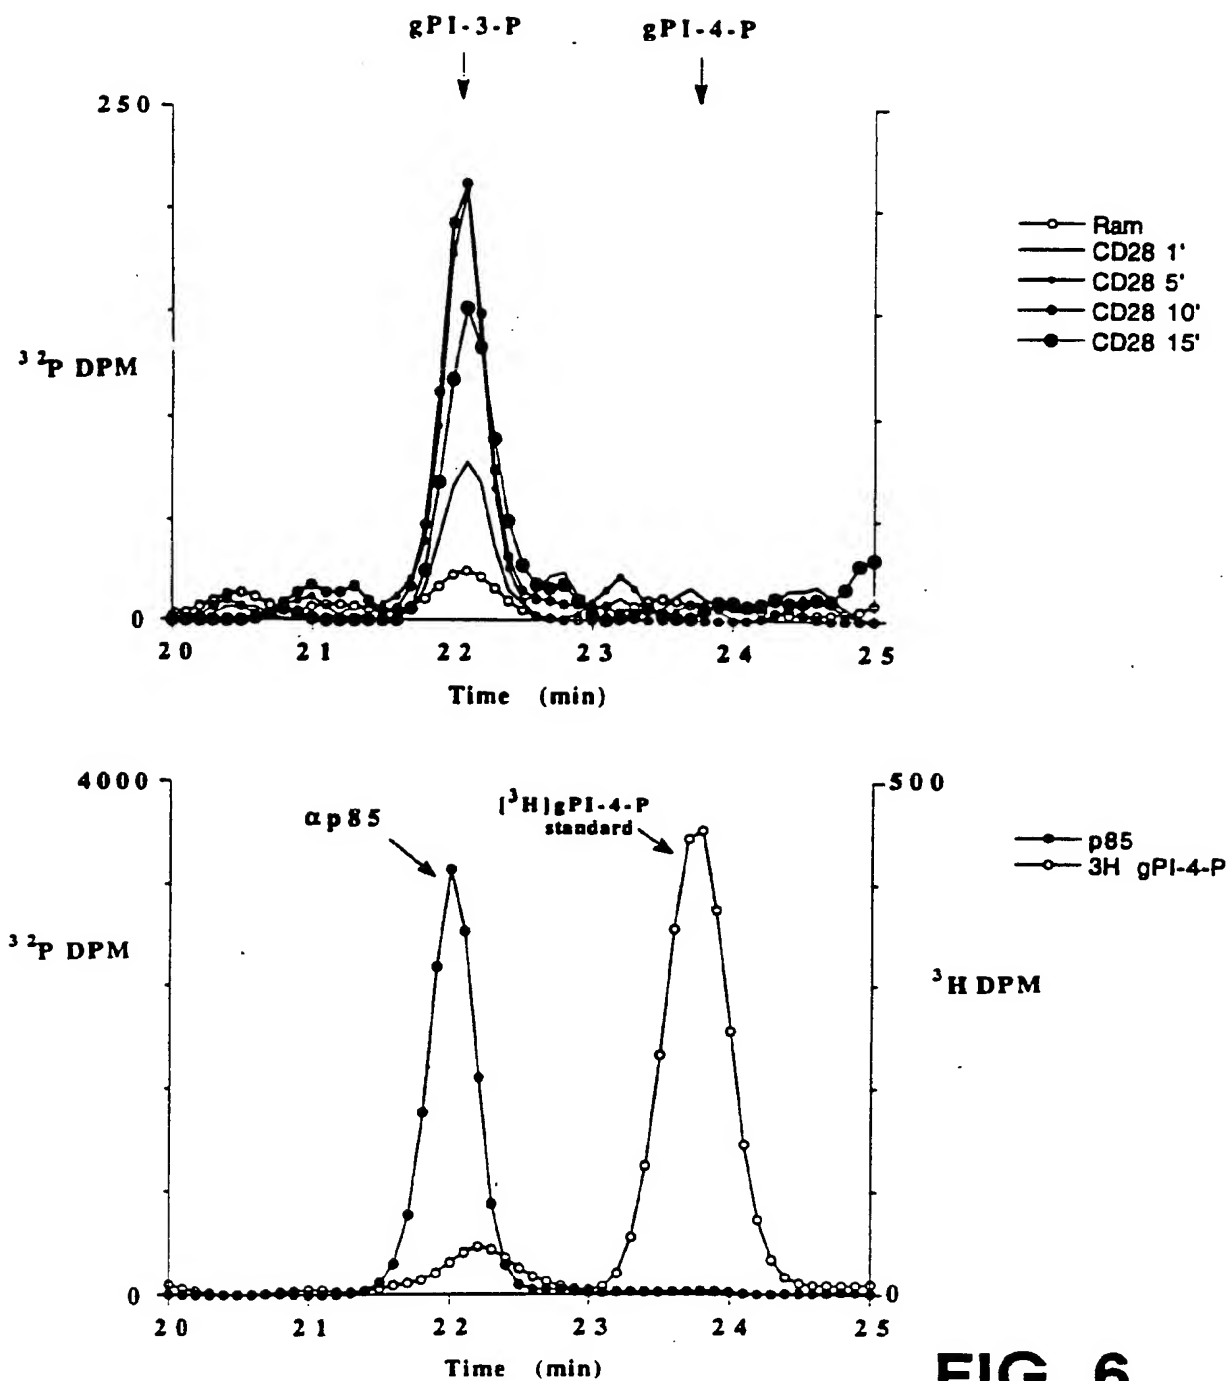 gPI-3-P gPI-4-P
250
Ram
CD28 1'
CD28 5'
CD28 10'
CD28 15'
32P DPM
0
20 21 22 23 24 25
Time (min)
4000
500
αp85
[3H]gPI-4-P
standard
p85
3H gPI-4-P
32P DPM
3H DPM
0
0
20 21 22 23 24 25
Time (min)
FIG. 6